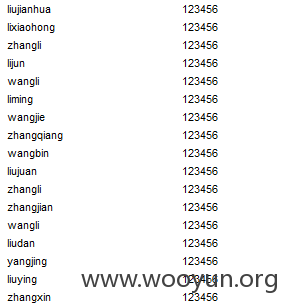 liujianhua 123456
lixiaohong 123456
zhangli 123456
lijun 123456
wangli 123456
liming 123456
wangjie 123456
zhangqiang 123456
wangbin 123456
liujuan 123456
zhangli 123456
zhangjian 123456
wangli 123456
liudan 123456
yangjing 123456
liuying 123456
www.wooyun.org
zhangxin 123456